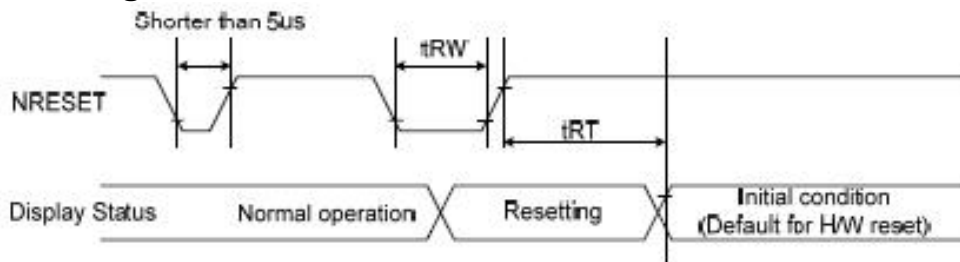 Shorter than 5us
tRW
NRESET
tRT
Display Status
Normal operation
Resetting
Initial condition
(Default for H/W reset)